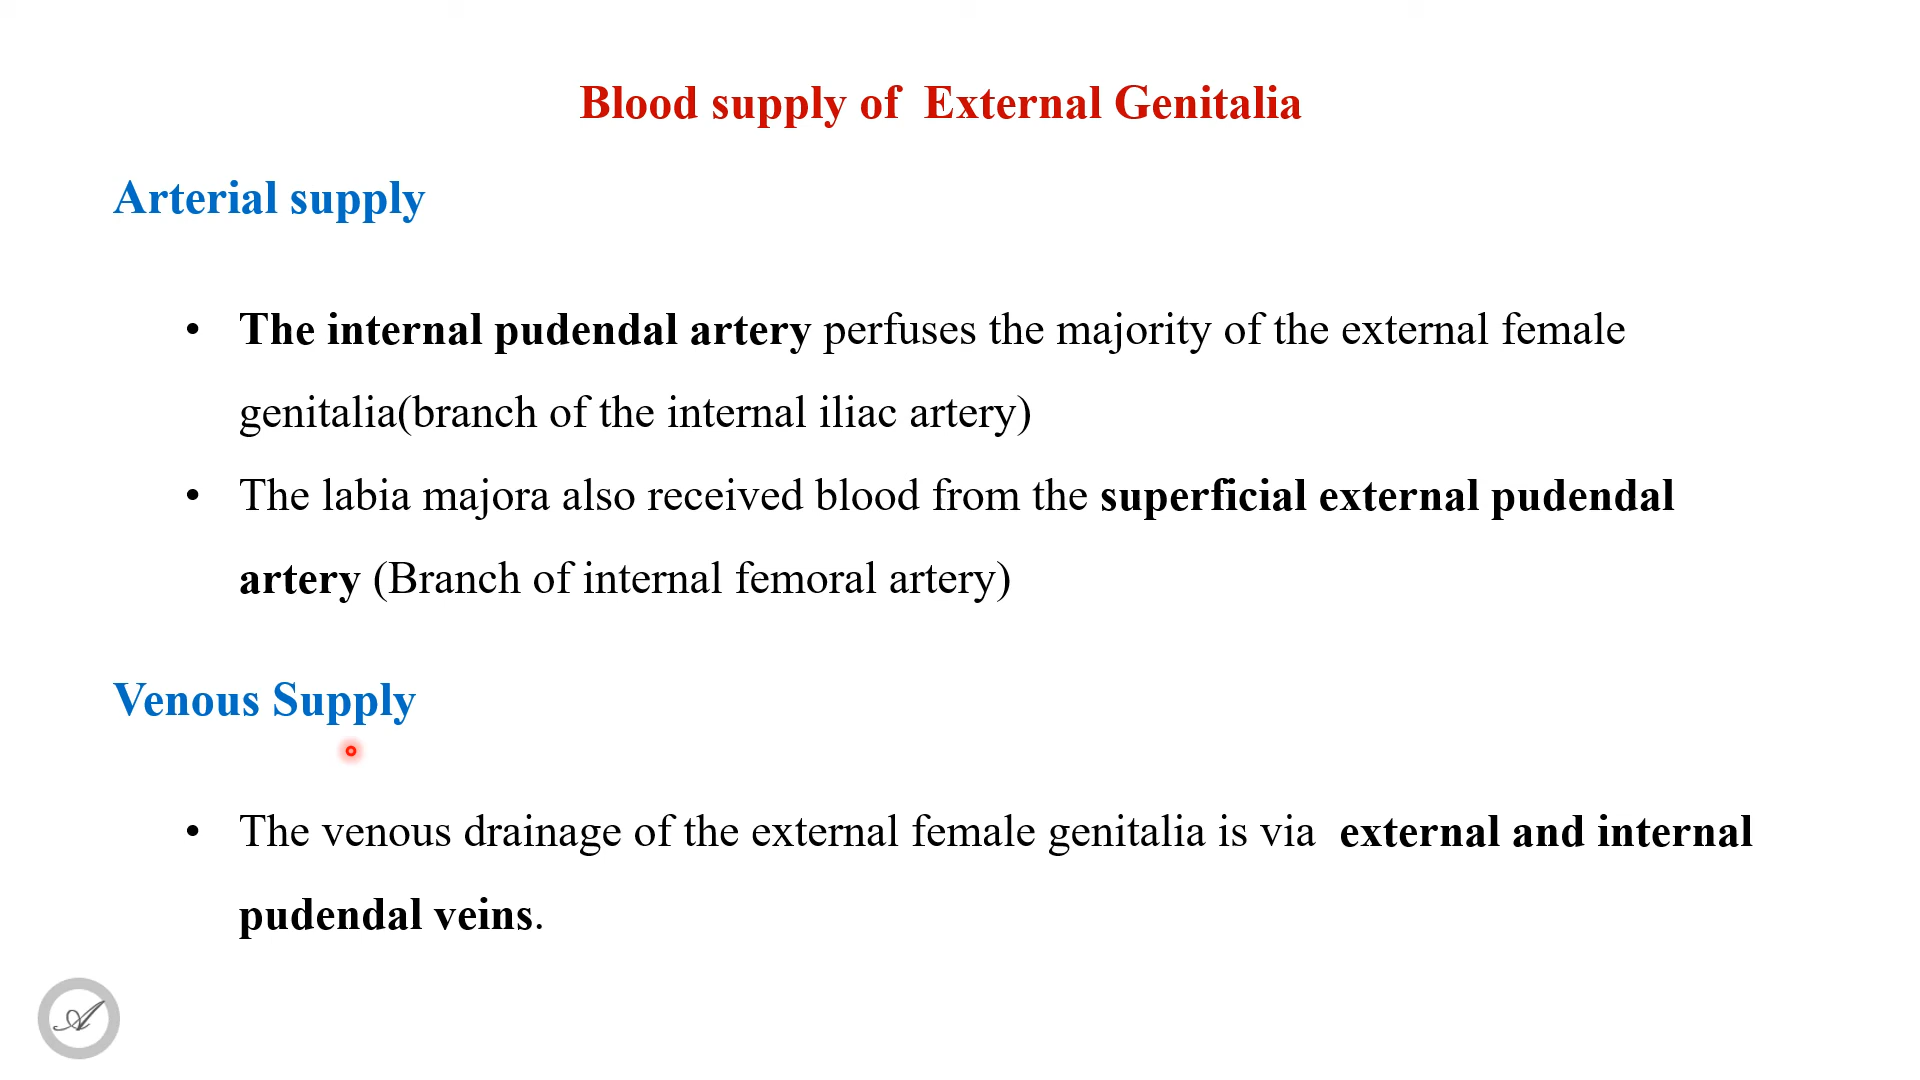 Blood supply of  External Genitalia
Arterial supply
• The internal pudendal artery perfuses the majority of the external female
genitalia(branch of the internal iliac artery)
• The labia majora also received blood from the superficial external pudendal
artery (Branch of internal femoral artery)
Venous Supply
• The venous drainage of the external female genitalia is via  external and internal
pudendal veins.
A